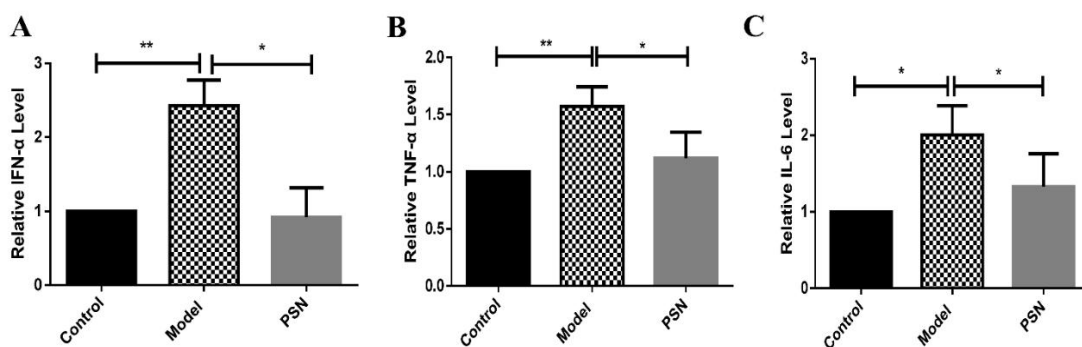 A
Relative IFN-α Level
3
2
1
0
**
*
Control
Model
PSN
B
Relative TNF-α Level
2.0
1.5
1.0
0.5
0.0
**
*
Control
Model
PSN
C
Relative IL-6 Level
3
2
1
0
*
*
Control
Model
PSN